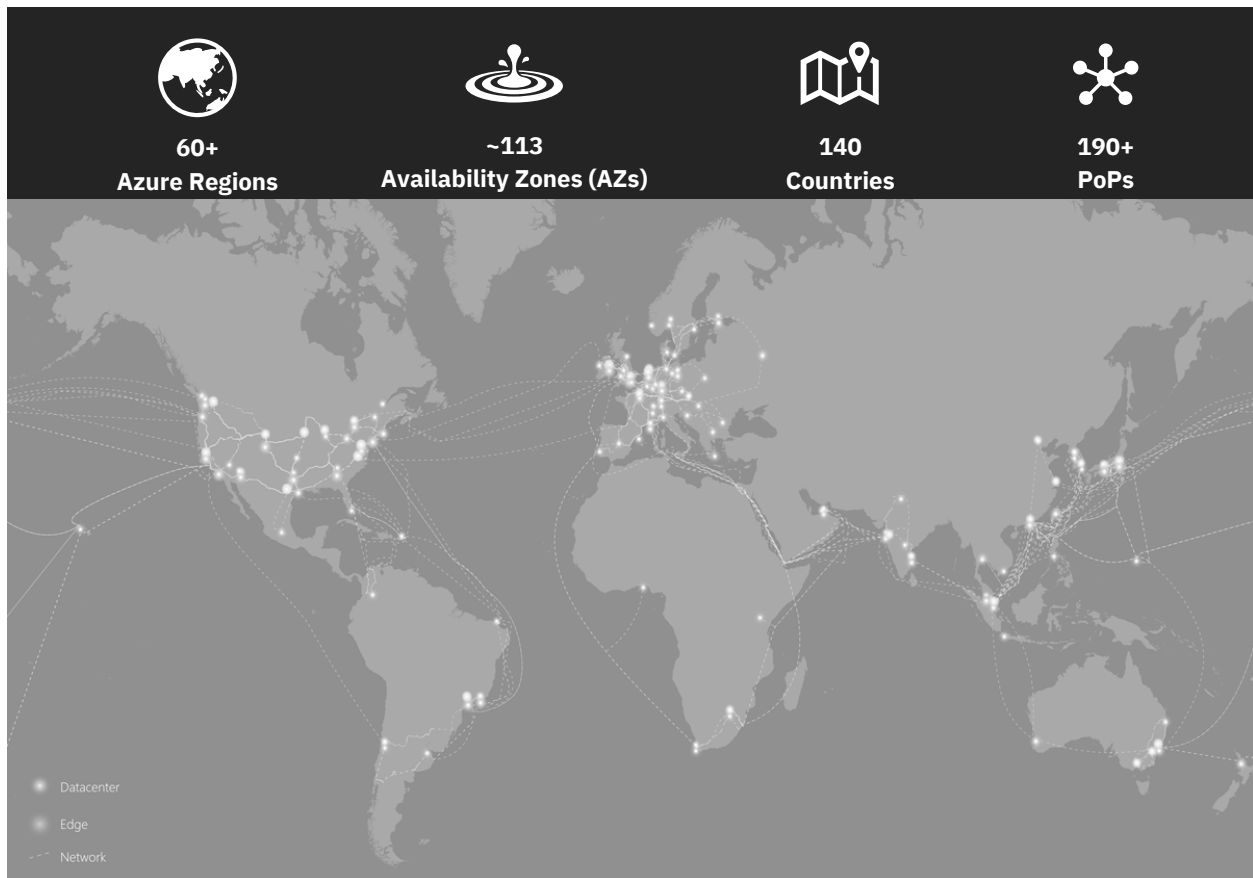 60+
Azure Regions
~113
Availability Zones (AZs)
140
Countries
190+
PoPs
Datacenter
Edge
Network